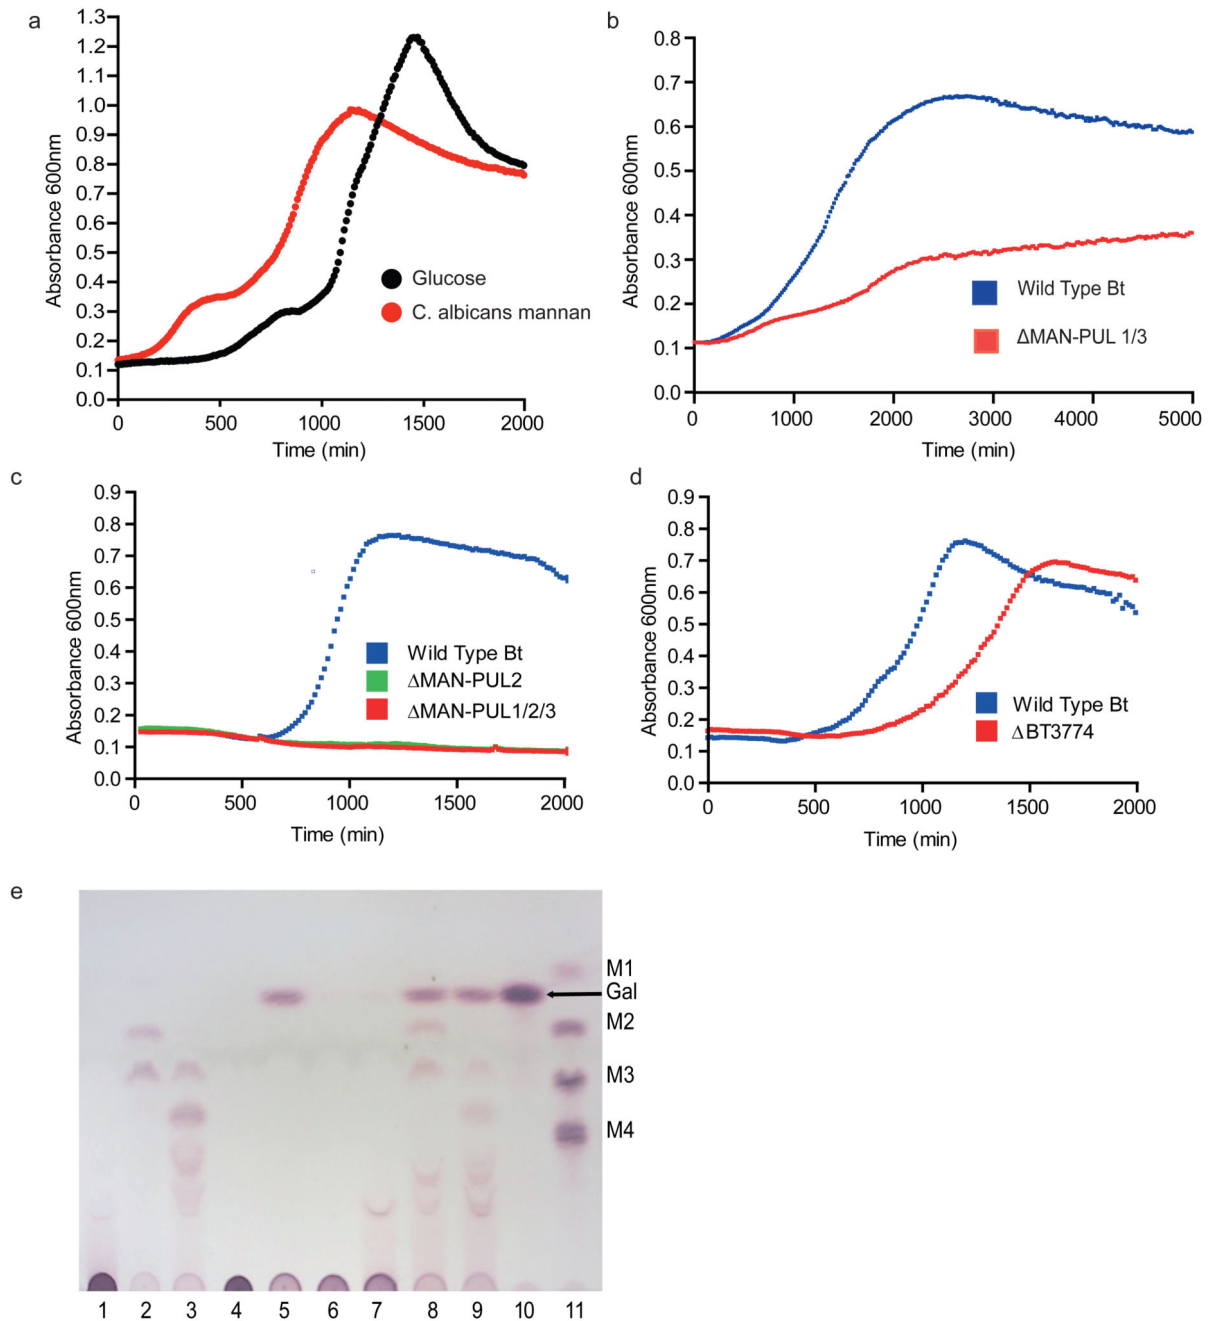 a
1.3
1.2
1.1
1.0
0.9
0.8
0.7
0.6
0.5
0.4
0.3
0.2
0.1
0.0
Absorbance 600nm
Glucose
C. albicans mannan
0 500 1000 1500 2000
Time (min)
b
0.8
0.7
0.6
0.5
0.4
0.3
0.2
0.1
0.0
Absorbance 600nm
Wild Type Bt
ΔMAN-PUL 1/3
0 1000 2000 3000 4000 5000
Time (min)
c
0.9
0.8
0.7
0.6
0.5
0.4
0.3
0.2
0.1
0.0
Absorbance 600nm
Wild Type Bt
ΔMAN-PUL2
ΔMAN-PUL1/2/3
0 500 1000 1500 2000
Time (min)
d
0.9
0.8
0.7
0.6
0.5
0.4
0.3
0.2
0.1
0.0
Absorbance 600nm
Wild Type Bt
ΔBT3774
0 500 1000 1500 2000
Time (min)
e
M1
Gal
M2
M3
M4
1 2 3 4 5 6 7 8 9 10 11